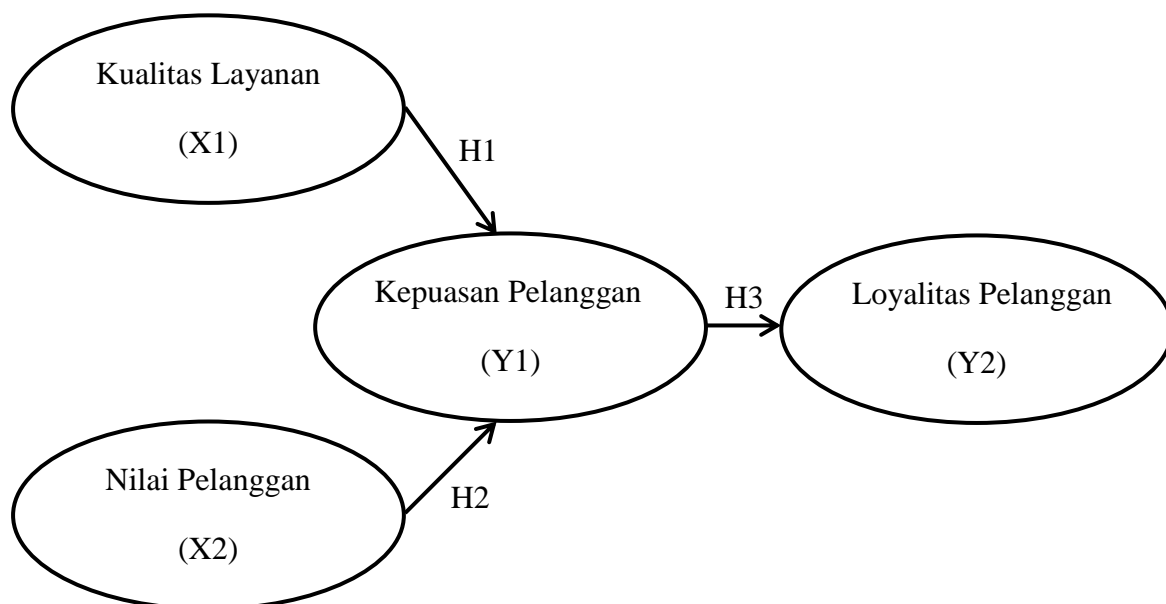 Kualitas Layanan
(X1)
H1
Kepuasan Pelanggan
(Y1)
H3
Loyalitas Pelanggan
(Y2)
Nilai Pelanggan
(X2)
H2